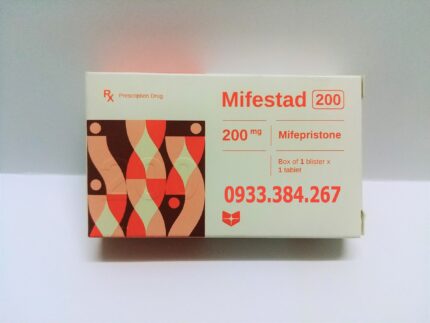 Rx Prescription Drug
Mifestad 200
200 mg Mifepristone
Box of 1 blister x
1 tablet
0933.384.267